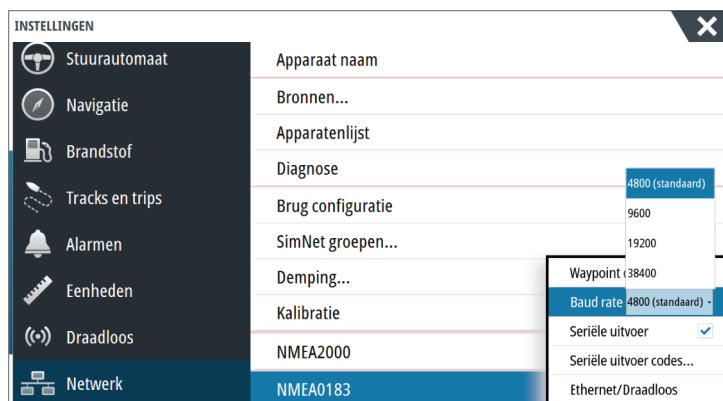 INSTELLINGEN
Stuurautomaat
Navigatie
Brandstof
Tracks en trips
Alarmen
Eenheden
Draadloos
Netwerk
Apparaat naam
Bronnen...
Apparatenlijst
Diagnose
Brug configuratie
SimNet groepen...
Demping...
Kalibratie
NMEA2000
NMEA0183
4800 (standaard)
9600
19200
38400
Waypoint
Baud rate 4800 (standaard)
Seriële uitvoer
Seriële uitvoer codes...
Ethernet/Draadloos